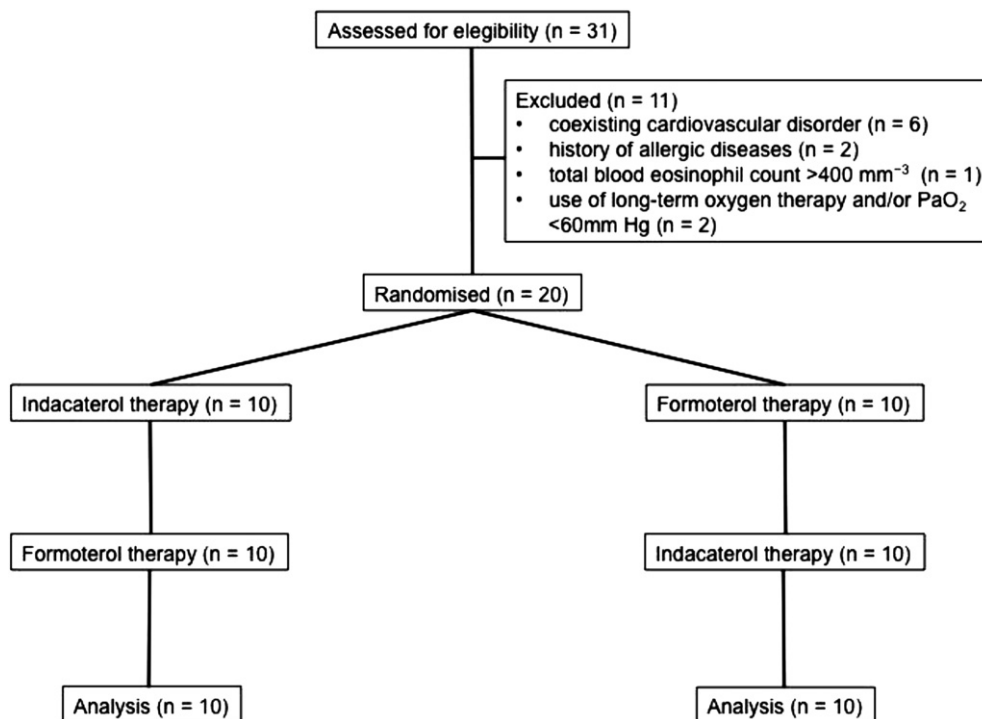 Assessed for elegibility (n = 31)
Excluded (n = 11)
• coexisting cardiovascular disorder (n = 6)
• history of allergic diseases (n = 2)
• total blood eosinophil count >400 mm⁻³ (n = 1)
• use of long-term oxygen therapy and/or PaO₂
<60mm Hg (n = 2)
Randomised (n = 20)
Indacaterol therapy (n = 10)
Formoterol therapy (n = 10)
Formoterol therapy (n = 10)
Indacaterol therapy (n = 10)
Analysis (n = 10)
Analysis (n = 10)